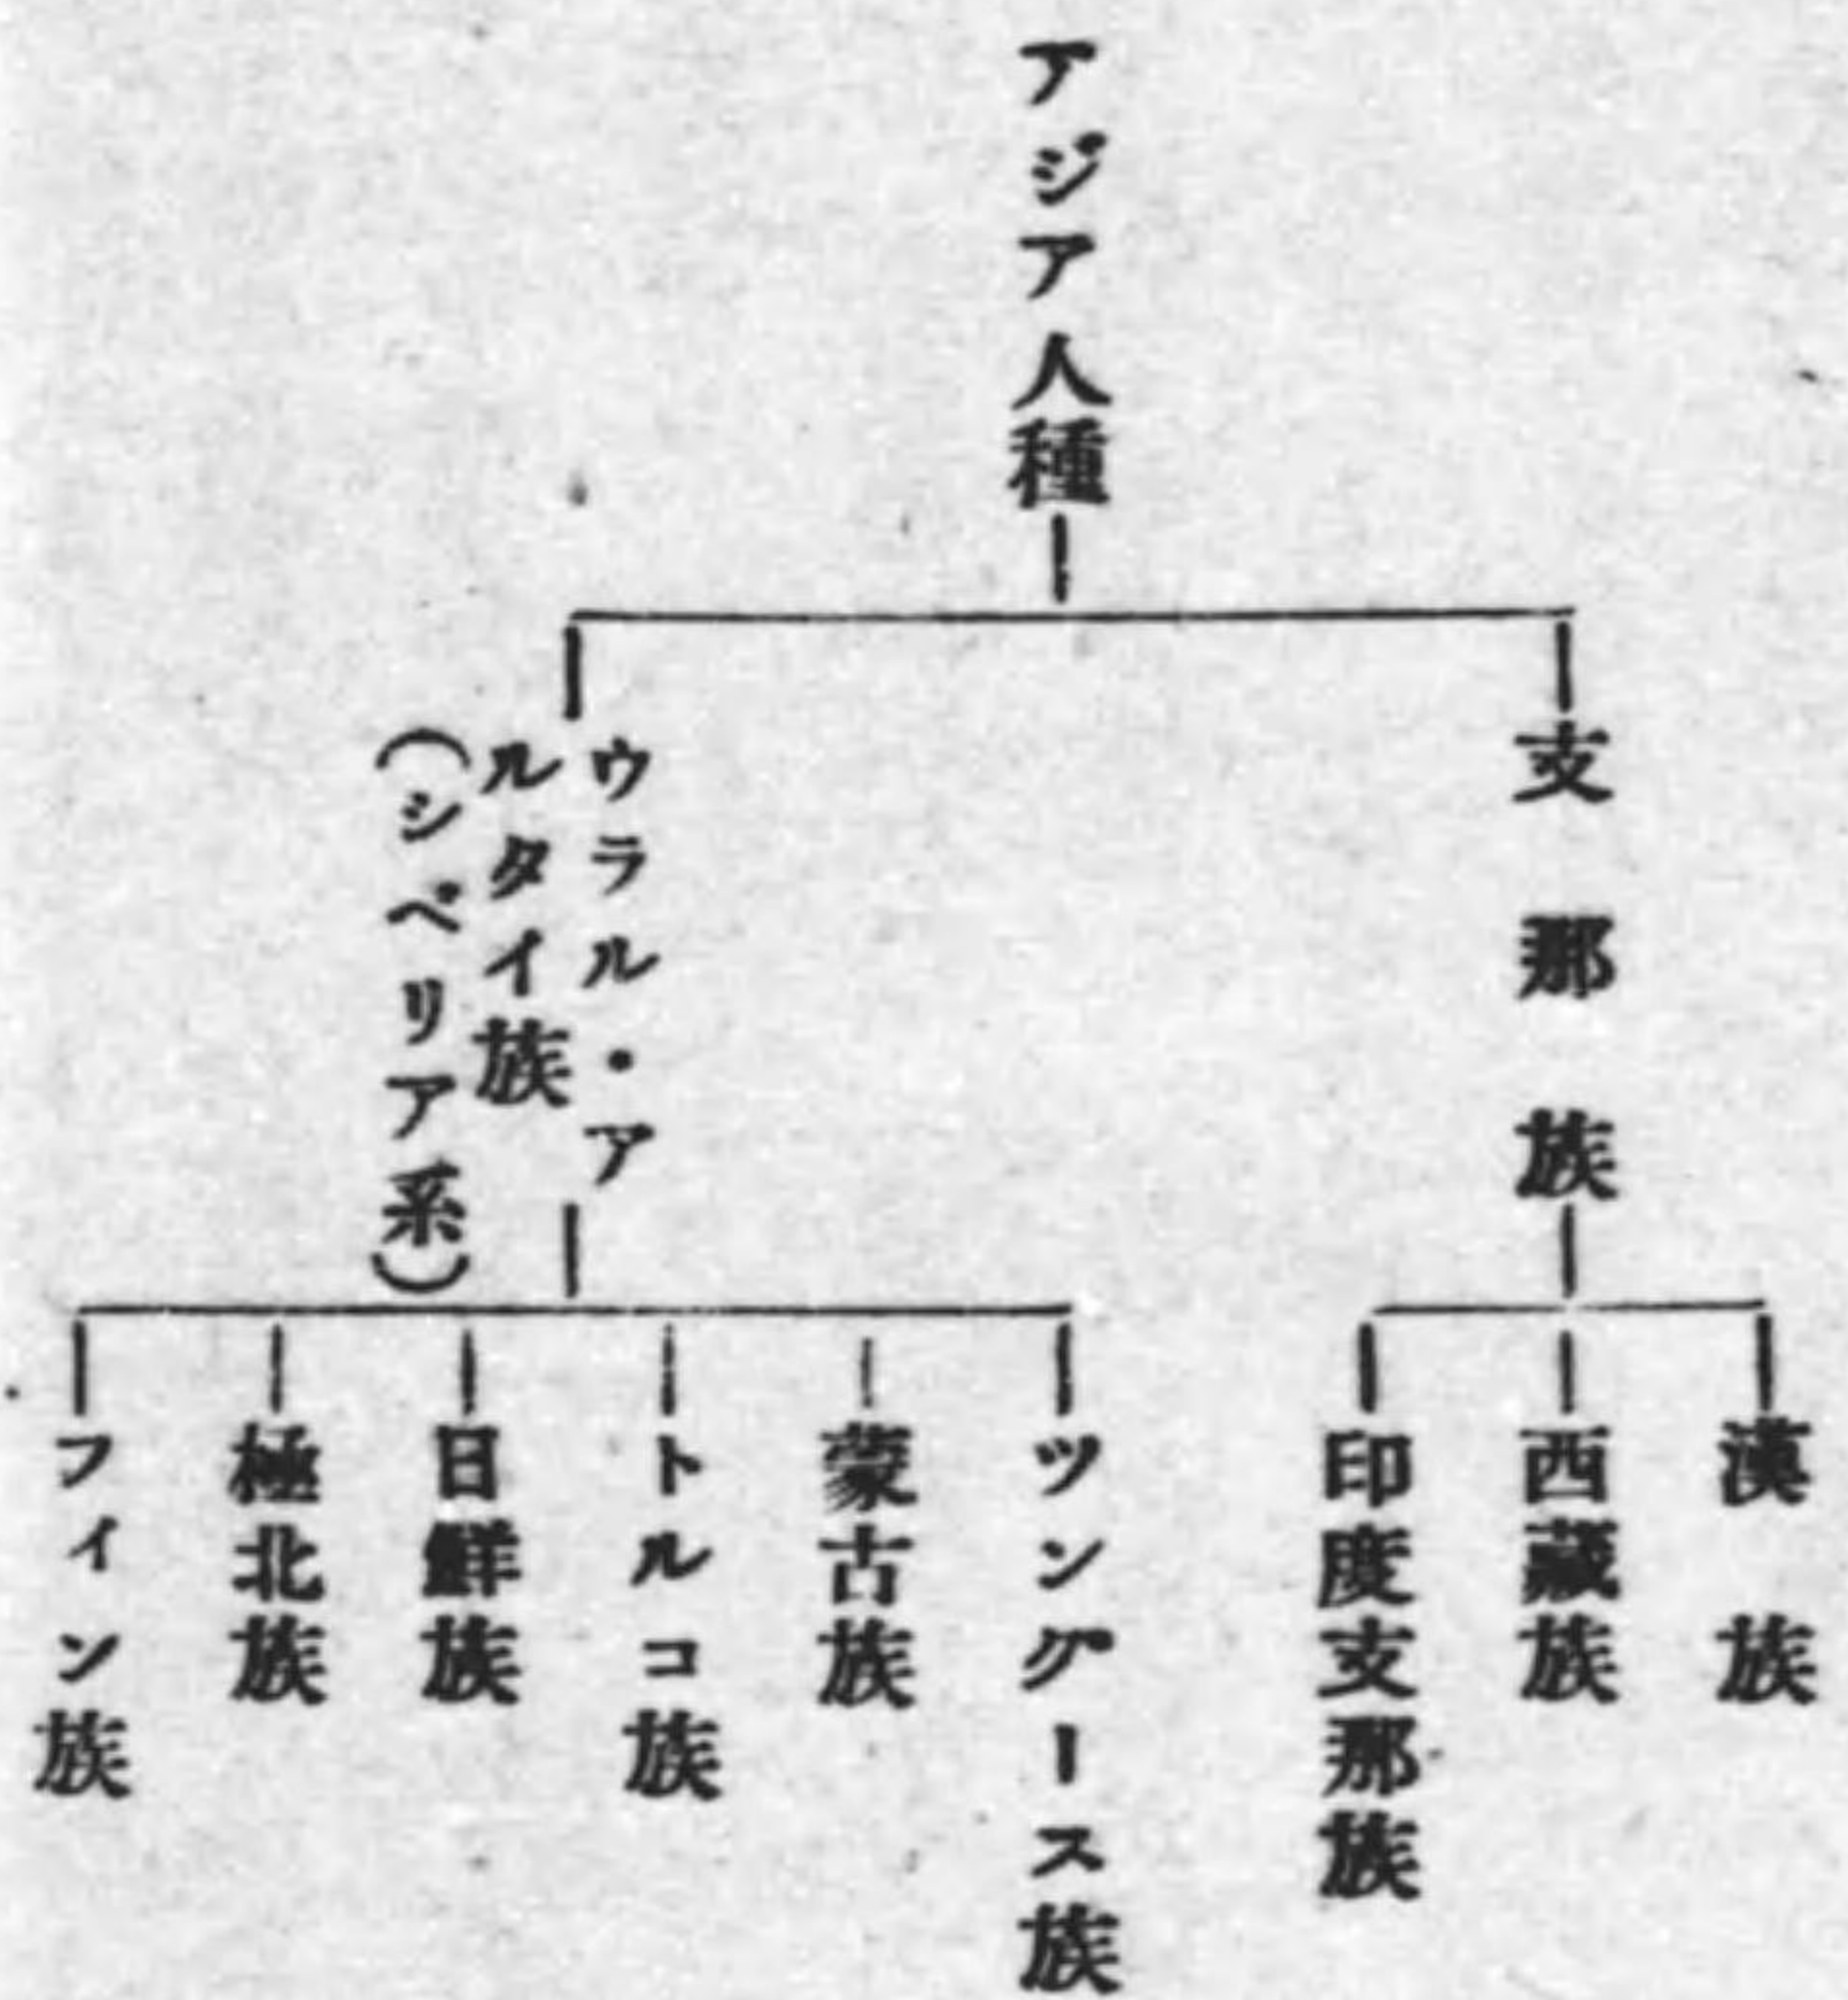 アジア人種
支那族
漢族
西藏族
印度支那族
ウラル・ア
ルタイ族
(シベリア系)
ツングース族
蒙古族
トルコ族
日鮮族
極北族
フィン族